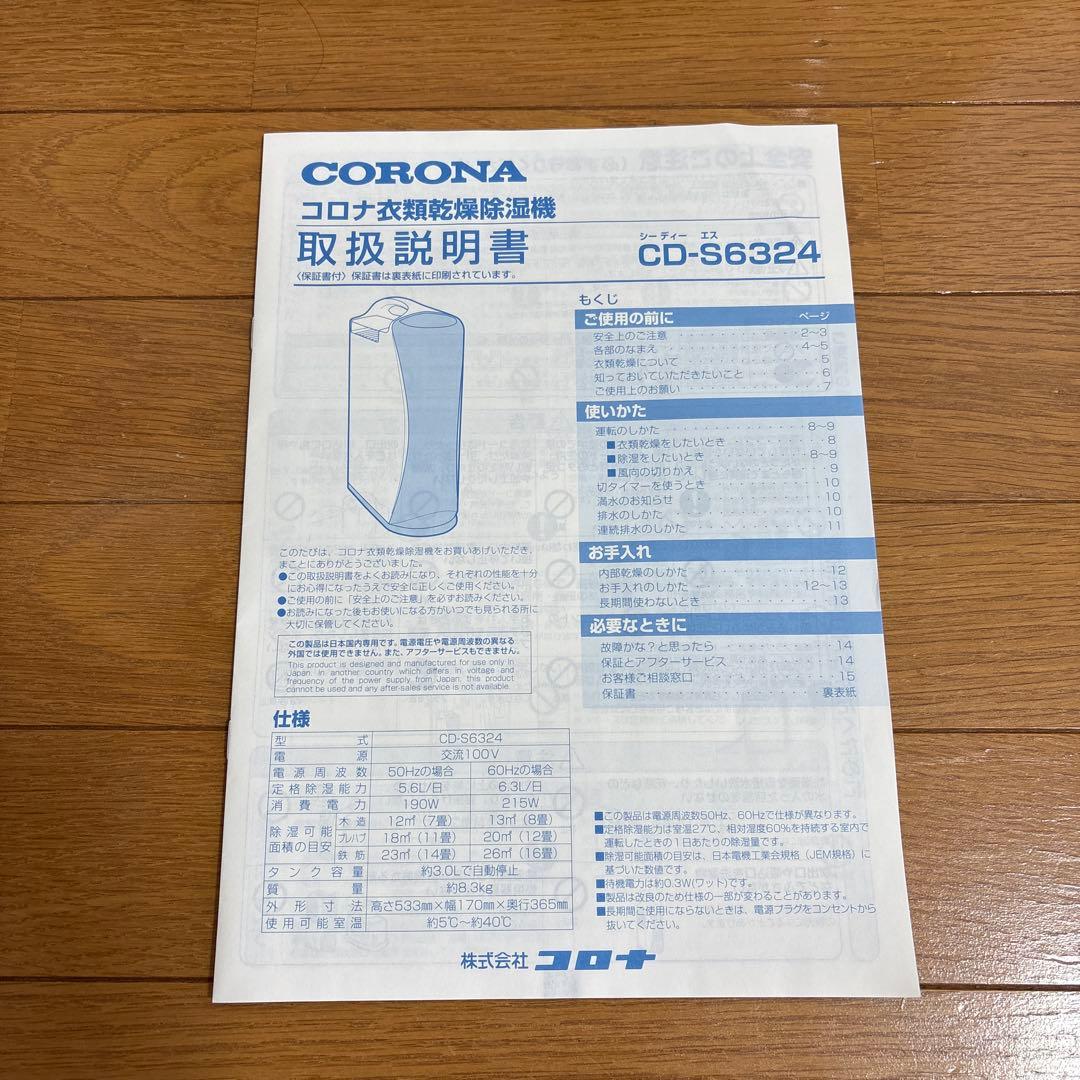 CORONA
コロナ衣類乾燥除湿機
取扱説明書
〈保証書付〉保証書は裏表紙に印刷されています。
シー ディー エス
CD-S6324
もくじ
ご使用の前に ページ
安全上のご注意 2〜3
各部のなまえ 4〜5
衣類乾燥について 5
知っておいていただきたいこと 6
ご使用上のお願い 7
使いかた
運転のしかた 8〜9
■衣類乾燥をしたいとき 8
■除湿をしたいとき 8〜9
■風向の切りかえ 9
切タイマーを使うとき 10
満水のお知らせ 10
排水のしかた 10
連続排水のしかた 11
お手入れ
内部乾燥のしかた 12
お手入れのしかた 12〜13
長期間使わないとき 13
必要なときに
故障かな?と思ったら 14
保証とアフターサービス 14
お客様ご相談窓口 15
保証書 裏表紙
このたびは、コロナ衣類乾燥除湿機をお買いあげいただき、
まことにありがとうございました。
●この取扱説明書をよくお読みになり、それぞれの性能を十分
にお心得になったうえで安全に正しくご使用ください。
●ご使用の前に「安全上のご注意」を必ずお読みください。
●お読みになった後もお使いになる方がいつでも見られる所に
大切に保管してください。
この製品は日本国内専用です。電源電圧や電源周波数の異なる
外国では使用できません。また、アフターサービスもできません。
This product is designed and manufactured for use only in
Japan. In another country which differs in voltage and
frequency of the power supply from Japan, this product
cannot be used and any after-sales service is not available.
仕様
型式 CD-S6324
電源 交流100V
電源周波数 50Hzの場合 60Hzの場合
定格除湿能力 5.6L/日 6.3L/日
消費電力 190W 215W
除湿可能面積の目安 木造 12㎡(7畳) 13㎡(8畳)
プレハブ 18㎡(11畳) 20㎡(12畳)
鉄筋 23㎡(14畳) 26㎡(16畳)
タンク容量 約3.0Lで自動停止
質量 約8.3kg
外形寸法 高さ533㎜×幅170㎜×奥行365㎜
使用可能室温 約5℃〜約40℃
■この製品は電源周波数50Hz、60Hzで仕様が異なります。
■定格除湿能力は室温27℃、相対湿度60%を持続する室内で
運転したときの1日あたりの除湿量です。
■除湿可能面積の目安は、日本電機工業会規格(JEM規格)に
基づいた数値です。
■待機電力は約0.3W(ワット)です。
■製品は改良のため仕様の一部が変わることがあります。
■長期間ご使用にならないときは、電源プラグをコンセントから
抜いてください。
株式会社 コロナ